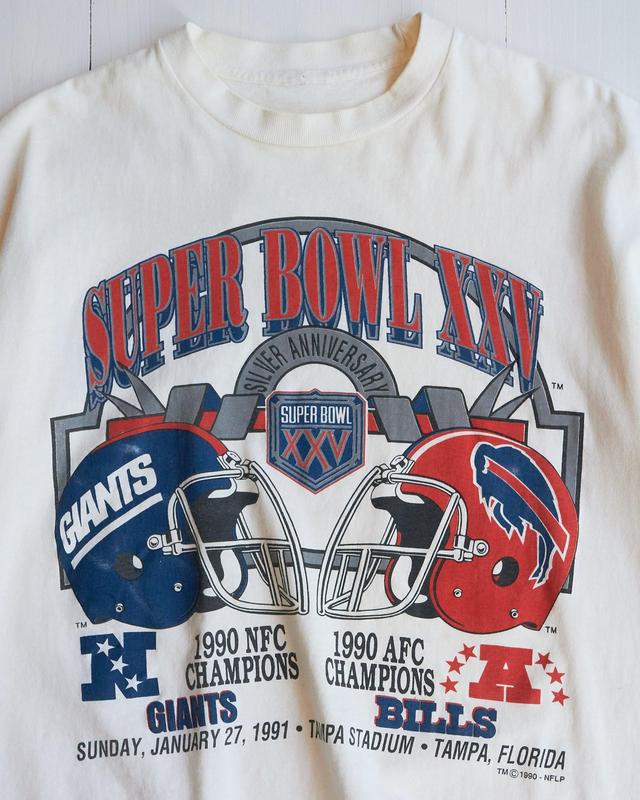 SUPER BOWL XXV
SILVER ANNIVERSARY
TM
SUPER BOWL
XXV
GIANTS
TM
TM
N
1990 NFC
CHAMPIONS
GIANTS
1990 AFC
CHAMPIONS
BILLS
A
SUNDAY, JANUARY 27, 1991 • TAMPA STADIUM • TAMPA, FLORIDA
TM©1990 - NFLP